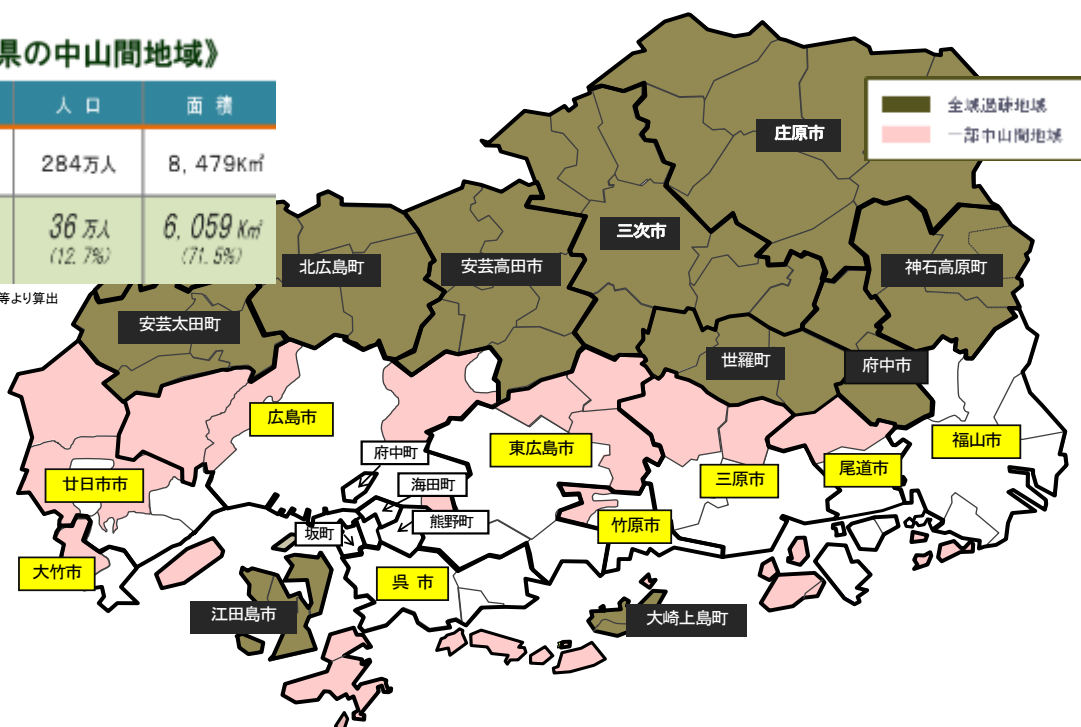 県の中山間地域》
人 口 面 積
284万人 8, 479K㎡
36 万人 6, 059 K㎡
(12. 7%) (71. 5%)
等より算出
全域過疎地域
一部中山間地域
庄原市
三次市
北広島町
安芸高田市
神石高原町
安芸太田町
世羅町
府中市
広島市
府中町
東広島市
福山市
尾道市
廿日市市
海田町
三原市
熊野町
坂町
竹原市
大竹市
呉 市
江田島市
大崎上島町